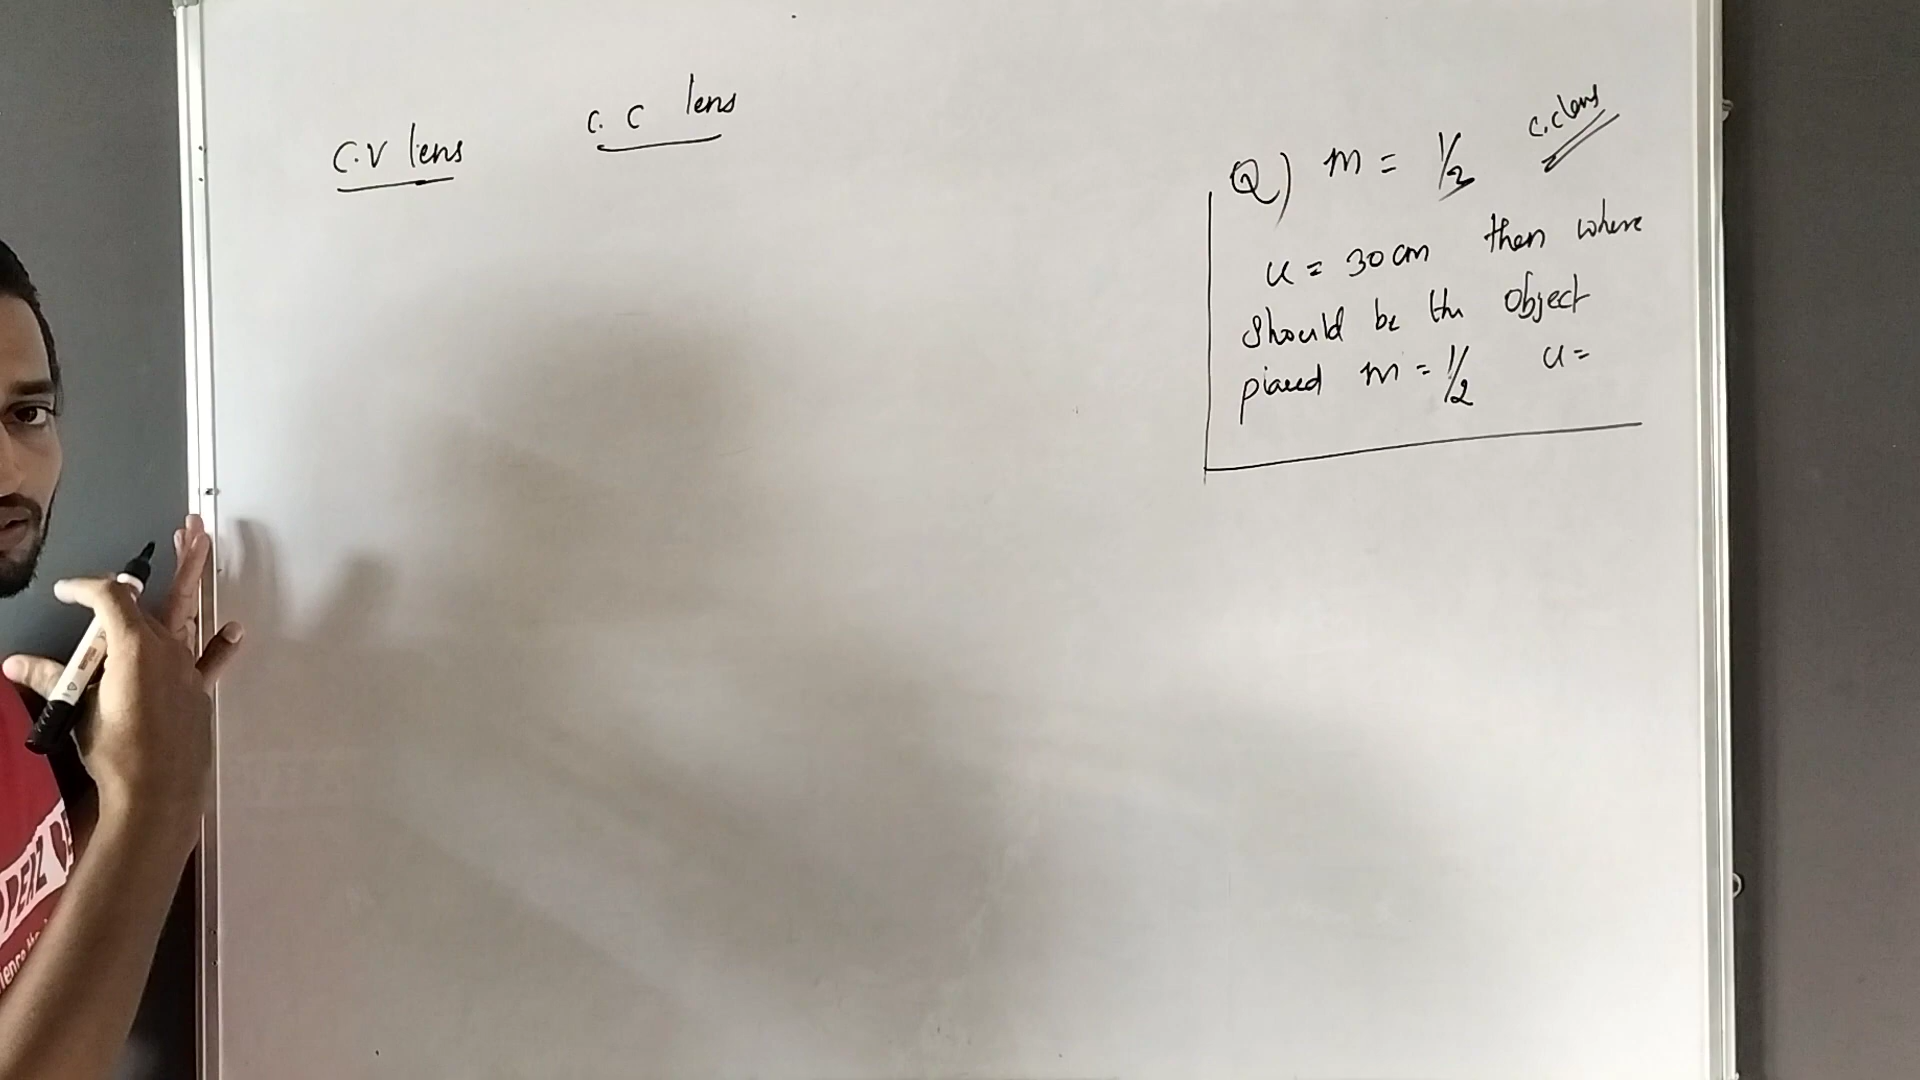 C.V lens
C. C lens
Q) m = 1/2 C.C lens
u = 30 cm then where
should be the object
placed m = 1/2 u =